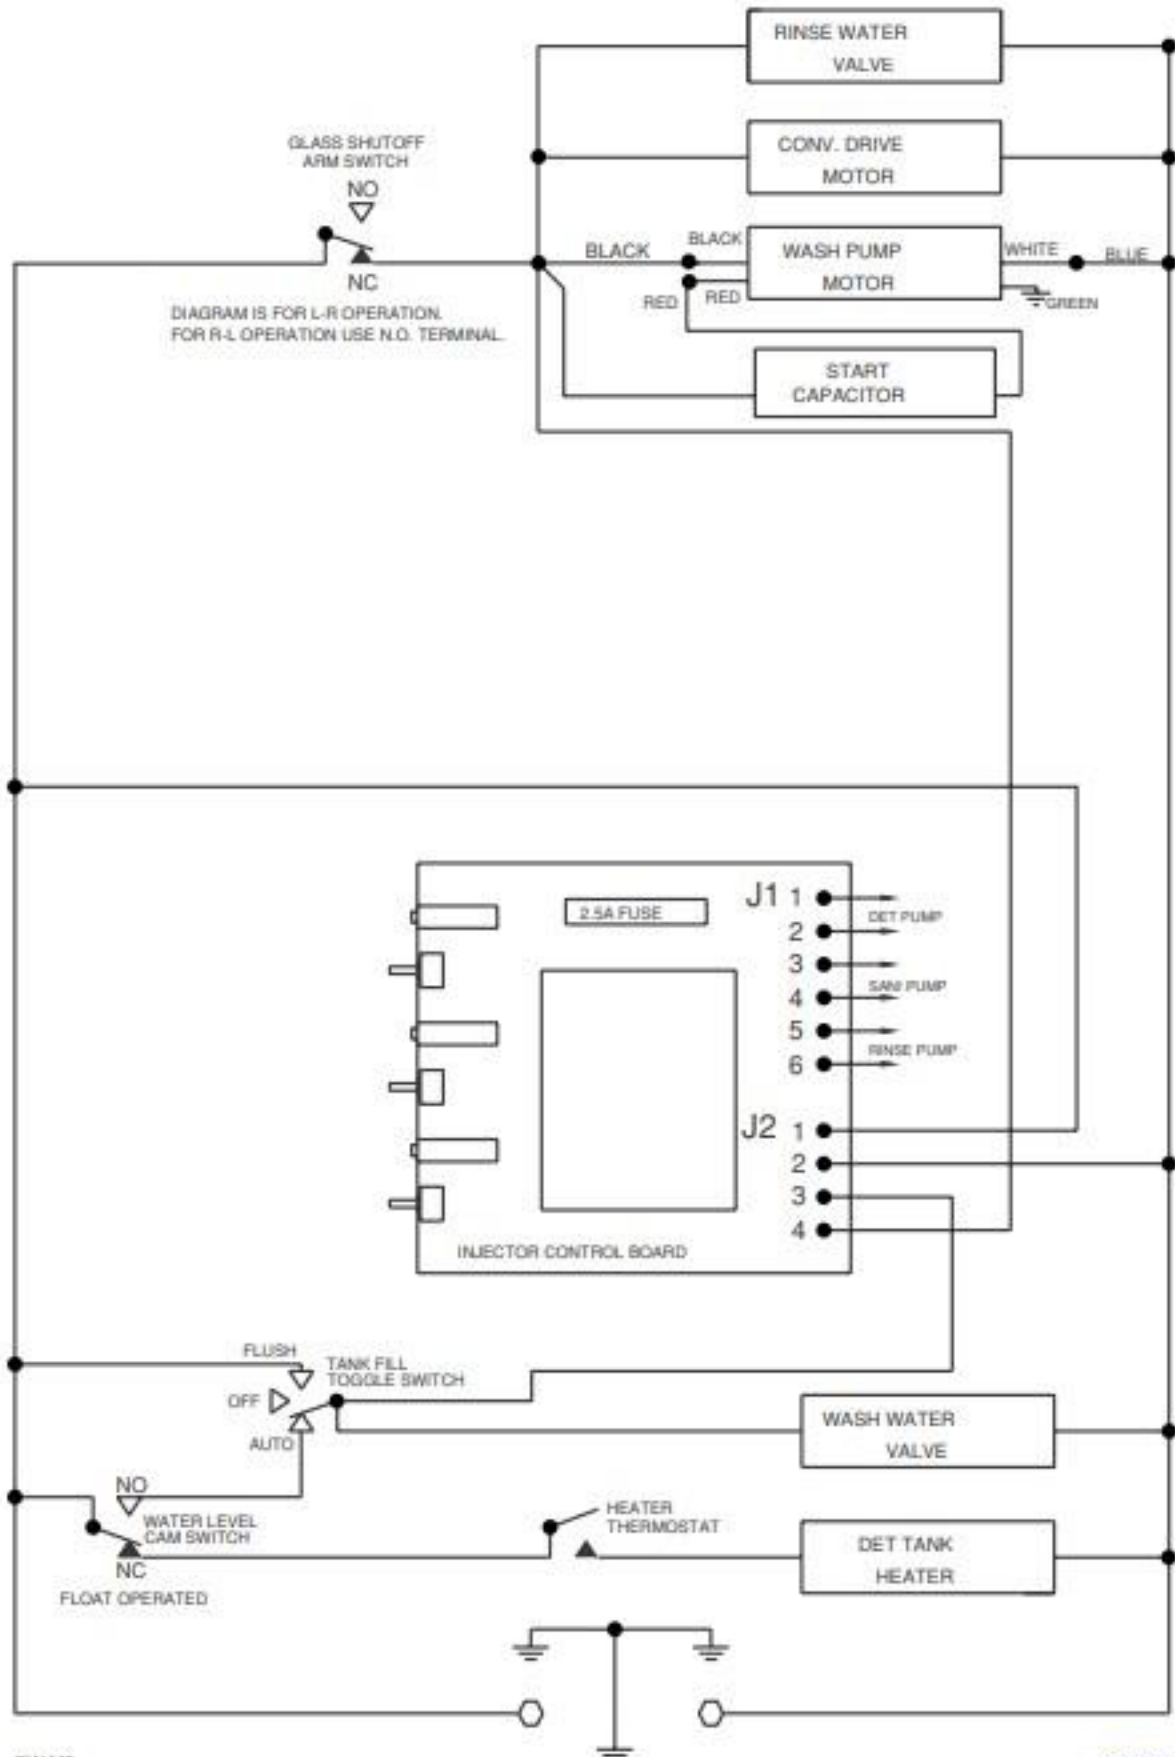 RINSE WATER
VALVE
GLASS SHUTOFF
ARM SWITCH
NO
CONV. DRIVE
MOTOR
BLACK
BLACK
WASH PUMP
MOTOR
WHITE
BLUE
NC
RED
RED
GREEN
DIAGRAM IS FOR L-R OPERATION.
FOR R-L OPERATION USE N.O. TERMINAL.
START
CAPACITOR
2.5A FUSE
J1 1
DET PUMP
2
3
SANI PUMP
4
5
RINSE PUMP
6
J2 1
2
3
4
INJECTOR CONTROL BOARD
FLUSH
TANK FILL
TOGGLE SWITCH
OFF
AUTO
WASH WATER
VALVE
NO
WATER LEVEL
CAM SWITCH
NC
FLOAT OPERATED
HEATER
THERMOSTAT
DET TANK
HEATER